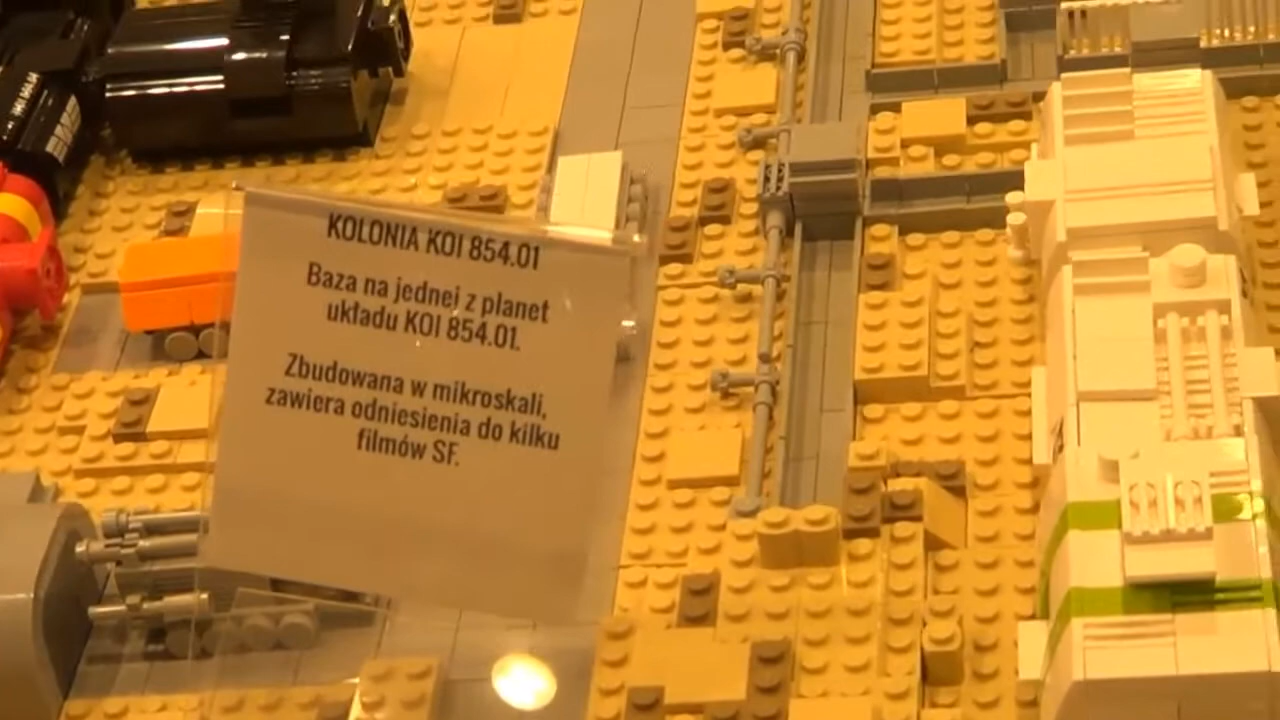 KOLONIA KOI 854.01
Baza na jednej z planet
układu KOI 854.01.
Zbudowana w mikroskali,
zawiera odniesienia do kilku
filmów SF.